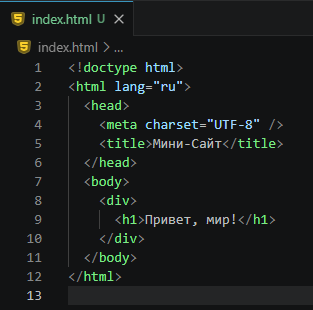 index.html U ×
index.html > ...
1 <!doctype html>
2 <html lang="ru">
3   <head>
4     <meta charset="UTF-8" />
5     <title>Мини-Сайт</title>
6   </head>
7   <body>
8     <div>
9       <h1>Привет, мир!</h1>
10     </div>
11   </body>
12 </html>
13